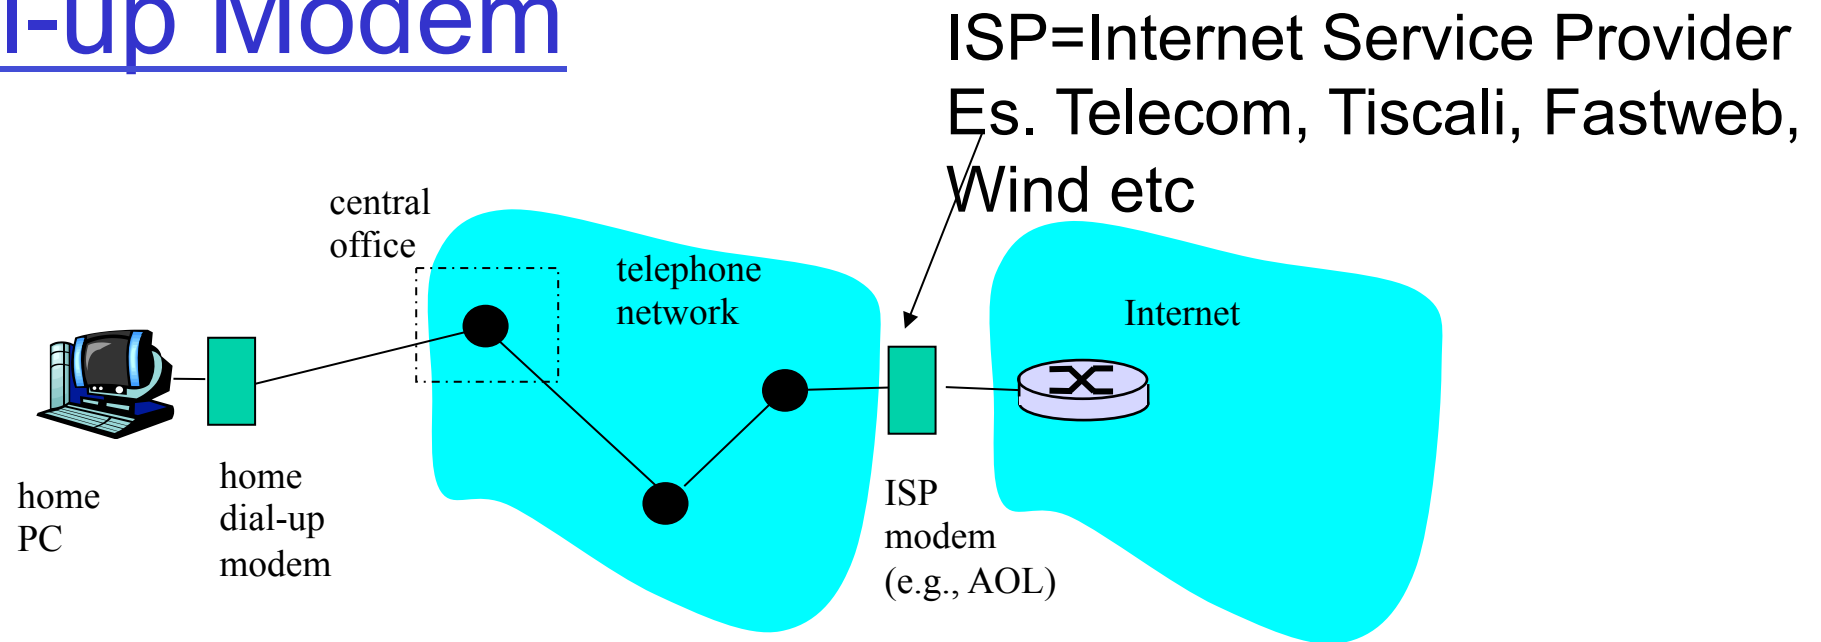 l-up Modem
ISP=Internet Service Provider
Es. Telecom, Tiscali, Fastweb,
Wind etc
central
office
telephone
network
Internet
home
PC
home
dial-up
modem
ISP
modem
(e.g., AOL)